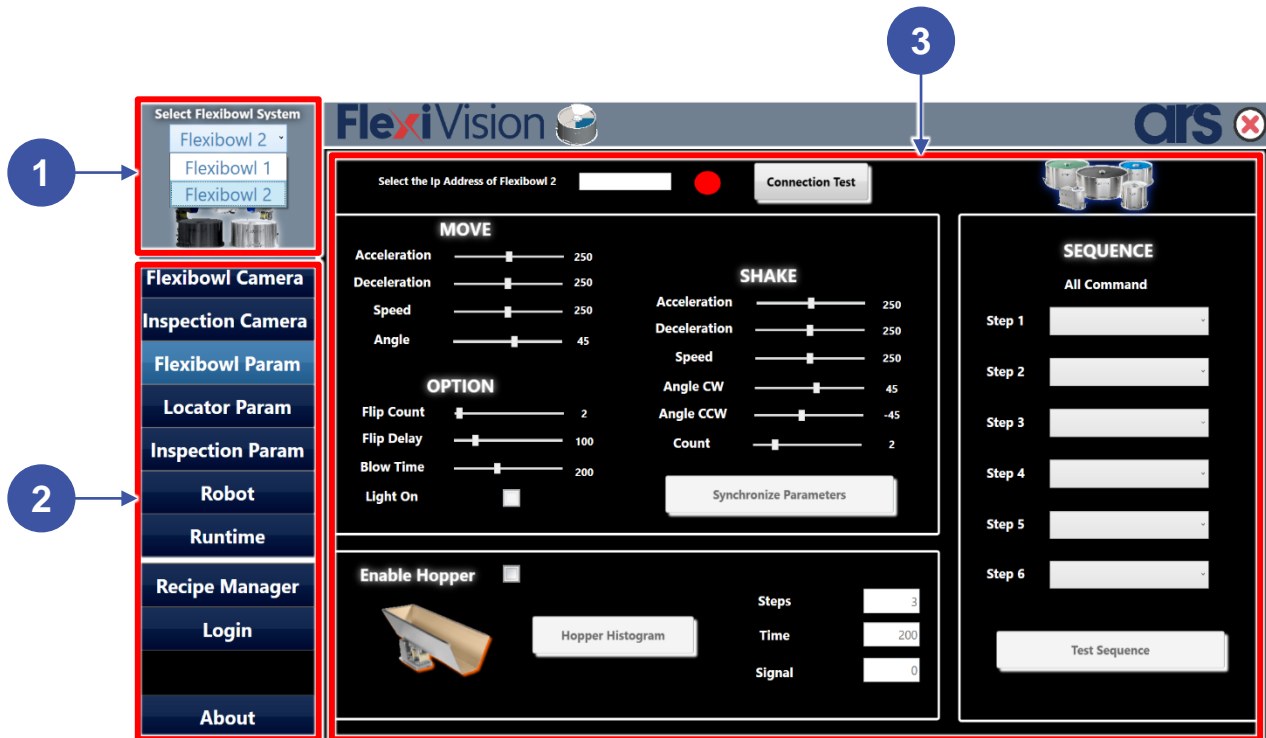 3
Select Flexibowl System
Flexibowl 2
Flexibowl 1
Flexibowl 2
1
FlexiVision
ars
Select the Ip Address of Flexibowl 2
Connection Test
Flexibowl Camera
Inspection Camera
Flexibowl Param
Locator Param
Inspection Param
Robot
Runtime
Recipe Manager
Login
About
2
MOVE
Acceleration 250
Deceleration 250
Speed 250
Angle 45
OPTION
Flip Count 2
Flip Delay 100
Blow Time 200
Light On
SHAKE
Acceleration 250
Deceleration 250
Speed 250
Angle CW 45
Angle CCW -45
Count 2
Synchronize Parameters
Enable Hopper
Hopper Histogram
Steps 3
Time 200
Signal 0
SEQUENCE
All Command
Step 1
Step 2
Step 3
Step 4
Step 5
Step 6
Test Sequence